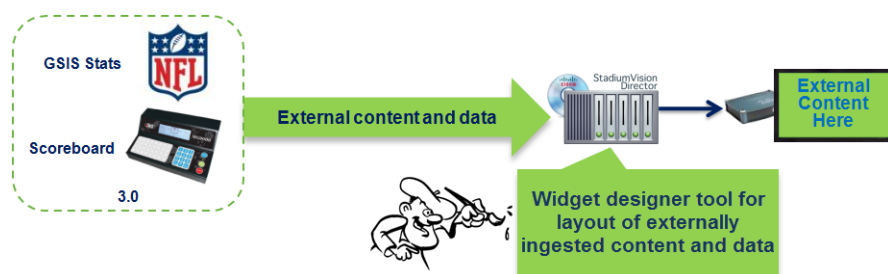 GSIS Stats
NFL
Scoreboard
3.0
External content and data
StadiumVision
Director
External
Content
Here
Widget designer tool for
layout of externally
ingested content and data